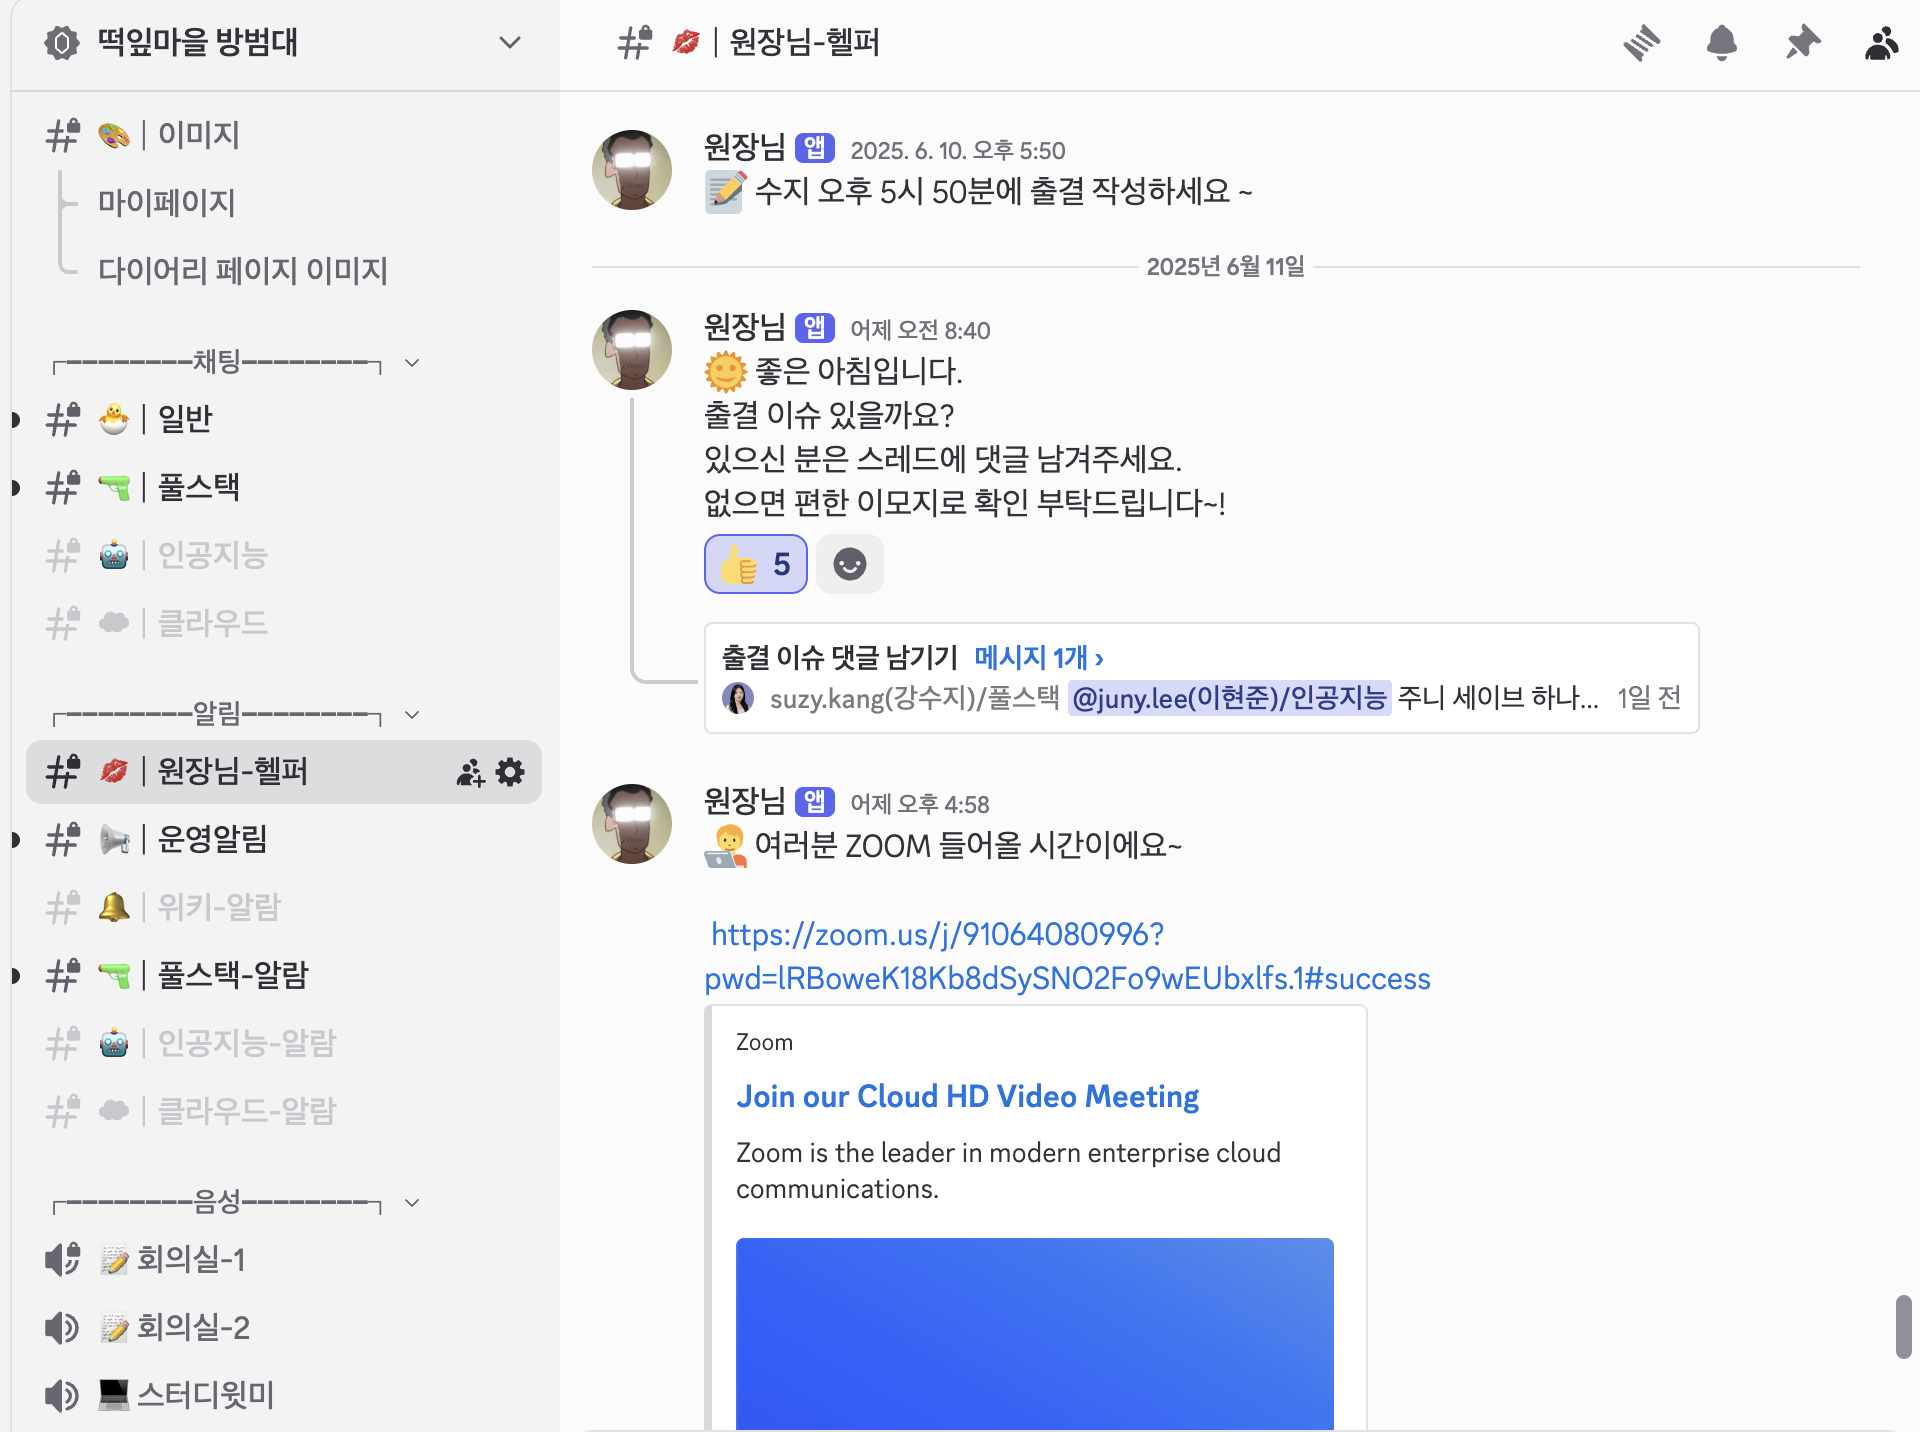 떡잎마을 방범대
| 이미지
마이페이지
다이어리 페이지 이미지
┌────────채팅────────┐
| 일반
| 풀스택
| 인공지능
| 클라우드
┌────────알림────────┐
| 원장님-헬퍼
| 운영알림
| 위키-알람
| 풀스택-알람
| 인공지능-알람
| 클라우드-알람
┌────────음성────────┐
회의실-1
회의실-2
스터디윗미
| 원장님-헬퍼
원장님 앱 2025. 6. 10. 오후 5:50
수지 오후 5시 50분에 출결 작성하세요 ~
2025년 6월 11일
원장님 앱 어제 오전 8:40
좋은 아침입니다.
출결 이슈 있을까요?
있으신 분은 스레드에 댓글 남겨주세요.
없으면 편한 이모지로 확인 부탁드립니다~!
5
출결 이슈 댓글 남기기 메시지 1개 ›
suzy.kang(강수지)/풀스택 @juny.lee(이현준)/인공지능 주니 세이브 하나... 1일 전
원장님 앱 어제 오후 4:58
여러분 ZOOM 들어올 시간이에요~
https://zoom.us/j/91064080996?
pwd=lRBoweK18Kb8dSySNO2Fo9wEUbxlfs.1#success
Zoom
Join our Cloud HD Video Meeting
Zoom is the leader in modern enterprise cloud
communications.